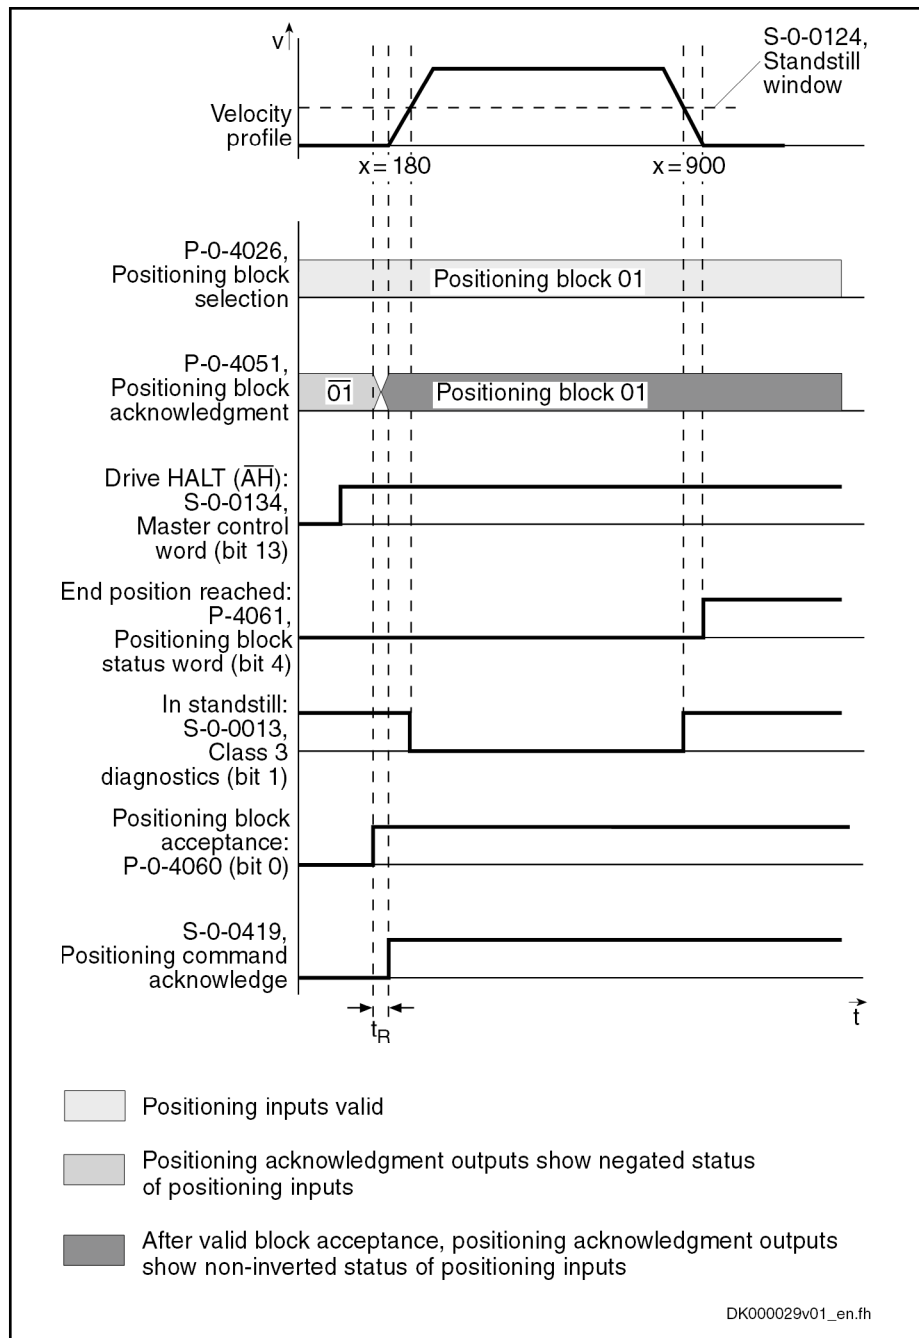 v
S-0-0124,
Standstill
window
Velocity
profile
x = 180
x = 900
P-0-4026,
Positioning block
selection
Positioning block 01
P-0-4051,
Positioning block
acknowledgment
0̅1̅
Positioning block 01
Drive HALT (A̅H̅):
S-0-0134,
Master control
word (bit 13)
End position reached:
P-4061,
Positioning block
status word (bit 4)
In standstill:
S-0-0013,
Class 3
diagnostics (bit 1)
Positioning block
acceptance:
P-0-4060 (bit 0)
S-0-0419,
Positioning command
acknowledge
tR
t
Positioning inputs valid
Positioning acknowledgment outputs show negated status
of positioning inputs
After valid block acceptance, positioning acknowledgment outputs
show non-inverted status of positioning inputs
DK000029v01_en.fh